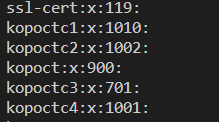 ssl-cert:x:119:
kopoctc1:x:1010:
kopoctc2:x:1002:
kopoct:x:900:
kopoctc3:x:701:
kopoctc4:x:1001: